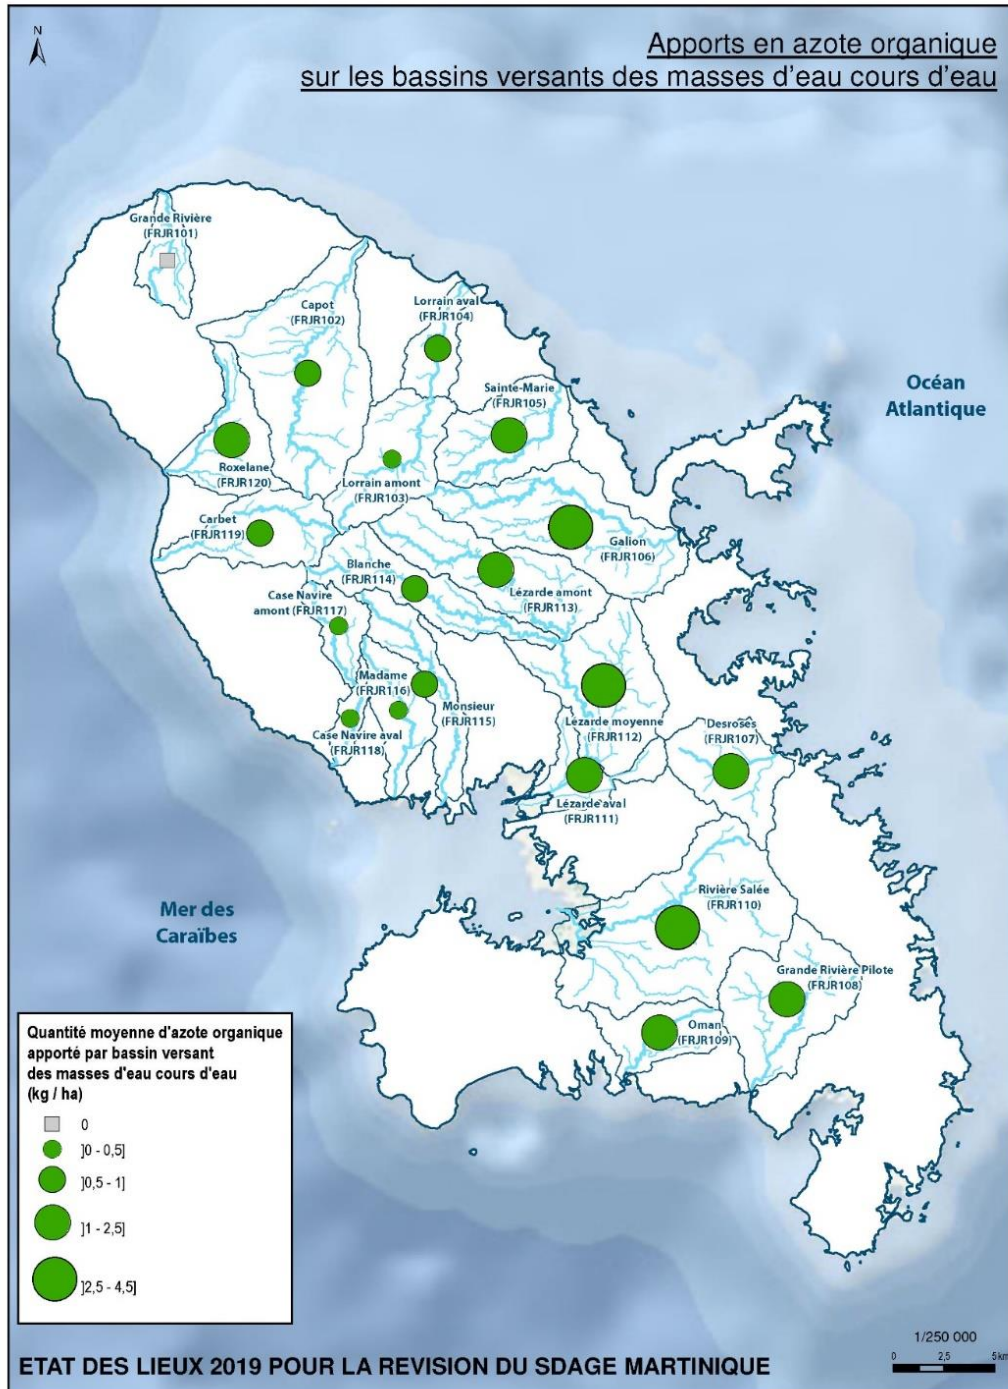 N
Apports en azote organique
sur les bassins versants des masses d'eau cours d'eau
Grande Rivière
(FRJR101)
Capot
(FRJR102)
Lorrain aval
(FRJR104)
Sainte-Marie
(FRJR105)
Océan
Atlantique
Roxelane
(FRJR120)
Lorrain amont
(FRJR103)
Carbet
(FRJR119)
Galion
(FRJR106)
Blanche
(FRJR114)
Lézarde amont
(FRJR113)
Case Navire
amont (FRJR117)
Madame
(FRJR116)
Monsieur
(FRJR115)
Case Navire aval
(FRJR118)
Lézarde moyenne
(FRJR112)
Desroses
(FRJR107)
Lézarde aval
(FRJR111)
Rivière Salée
(FRJR110)
Mer des
Caraïbes
Grande Rivière Pilote
(FRJR108)
Oman
(FRJR109)
Quantité moyenne d'azote organique
apporté par bassin versant
des masses d'eau cours d'eau
(kg / ha)
0
]0 - 0,5]
]0,5 - 1]
]1 - 2,5]
]2,5 - 4,5]
1/250 000
0 2,5 5 km
ETAT DES LIEUX 2019 POUR LA REVISION DU SDAGE MARTINIQUE